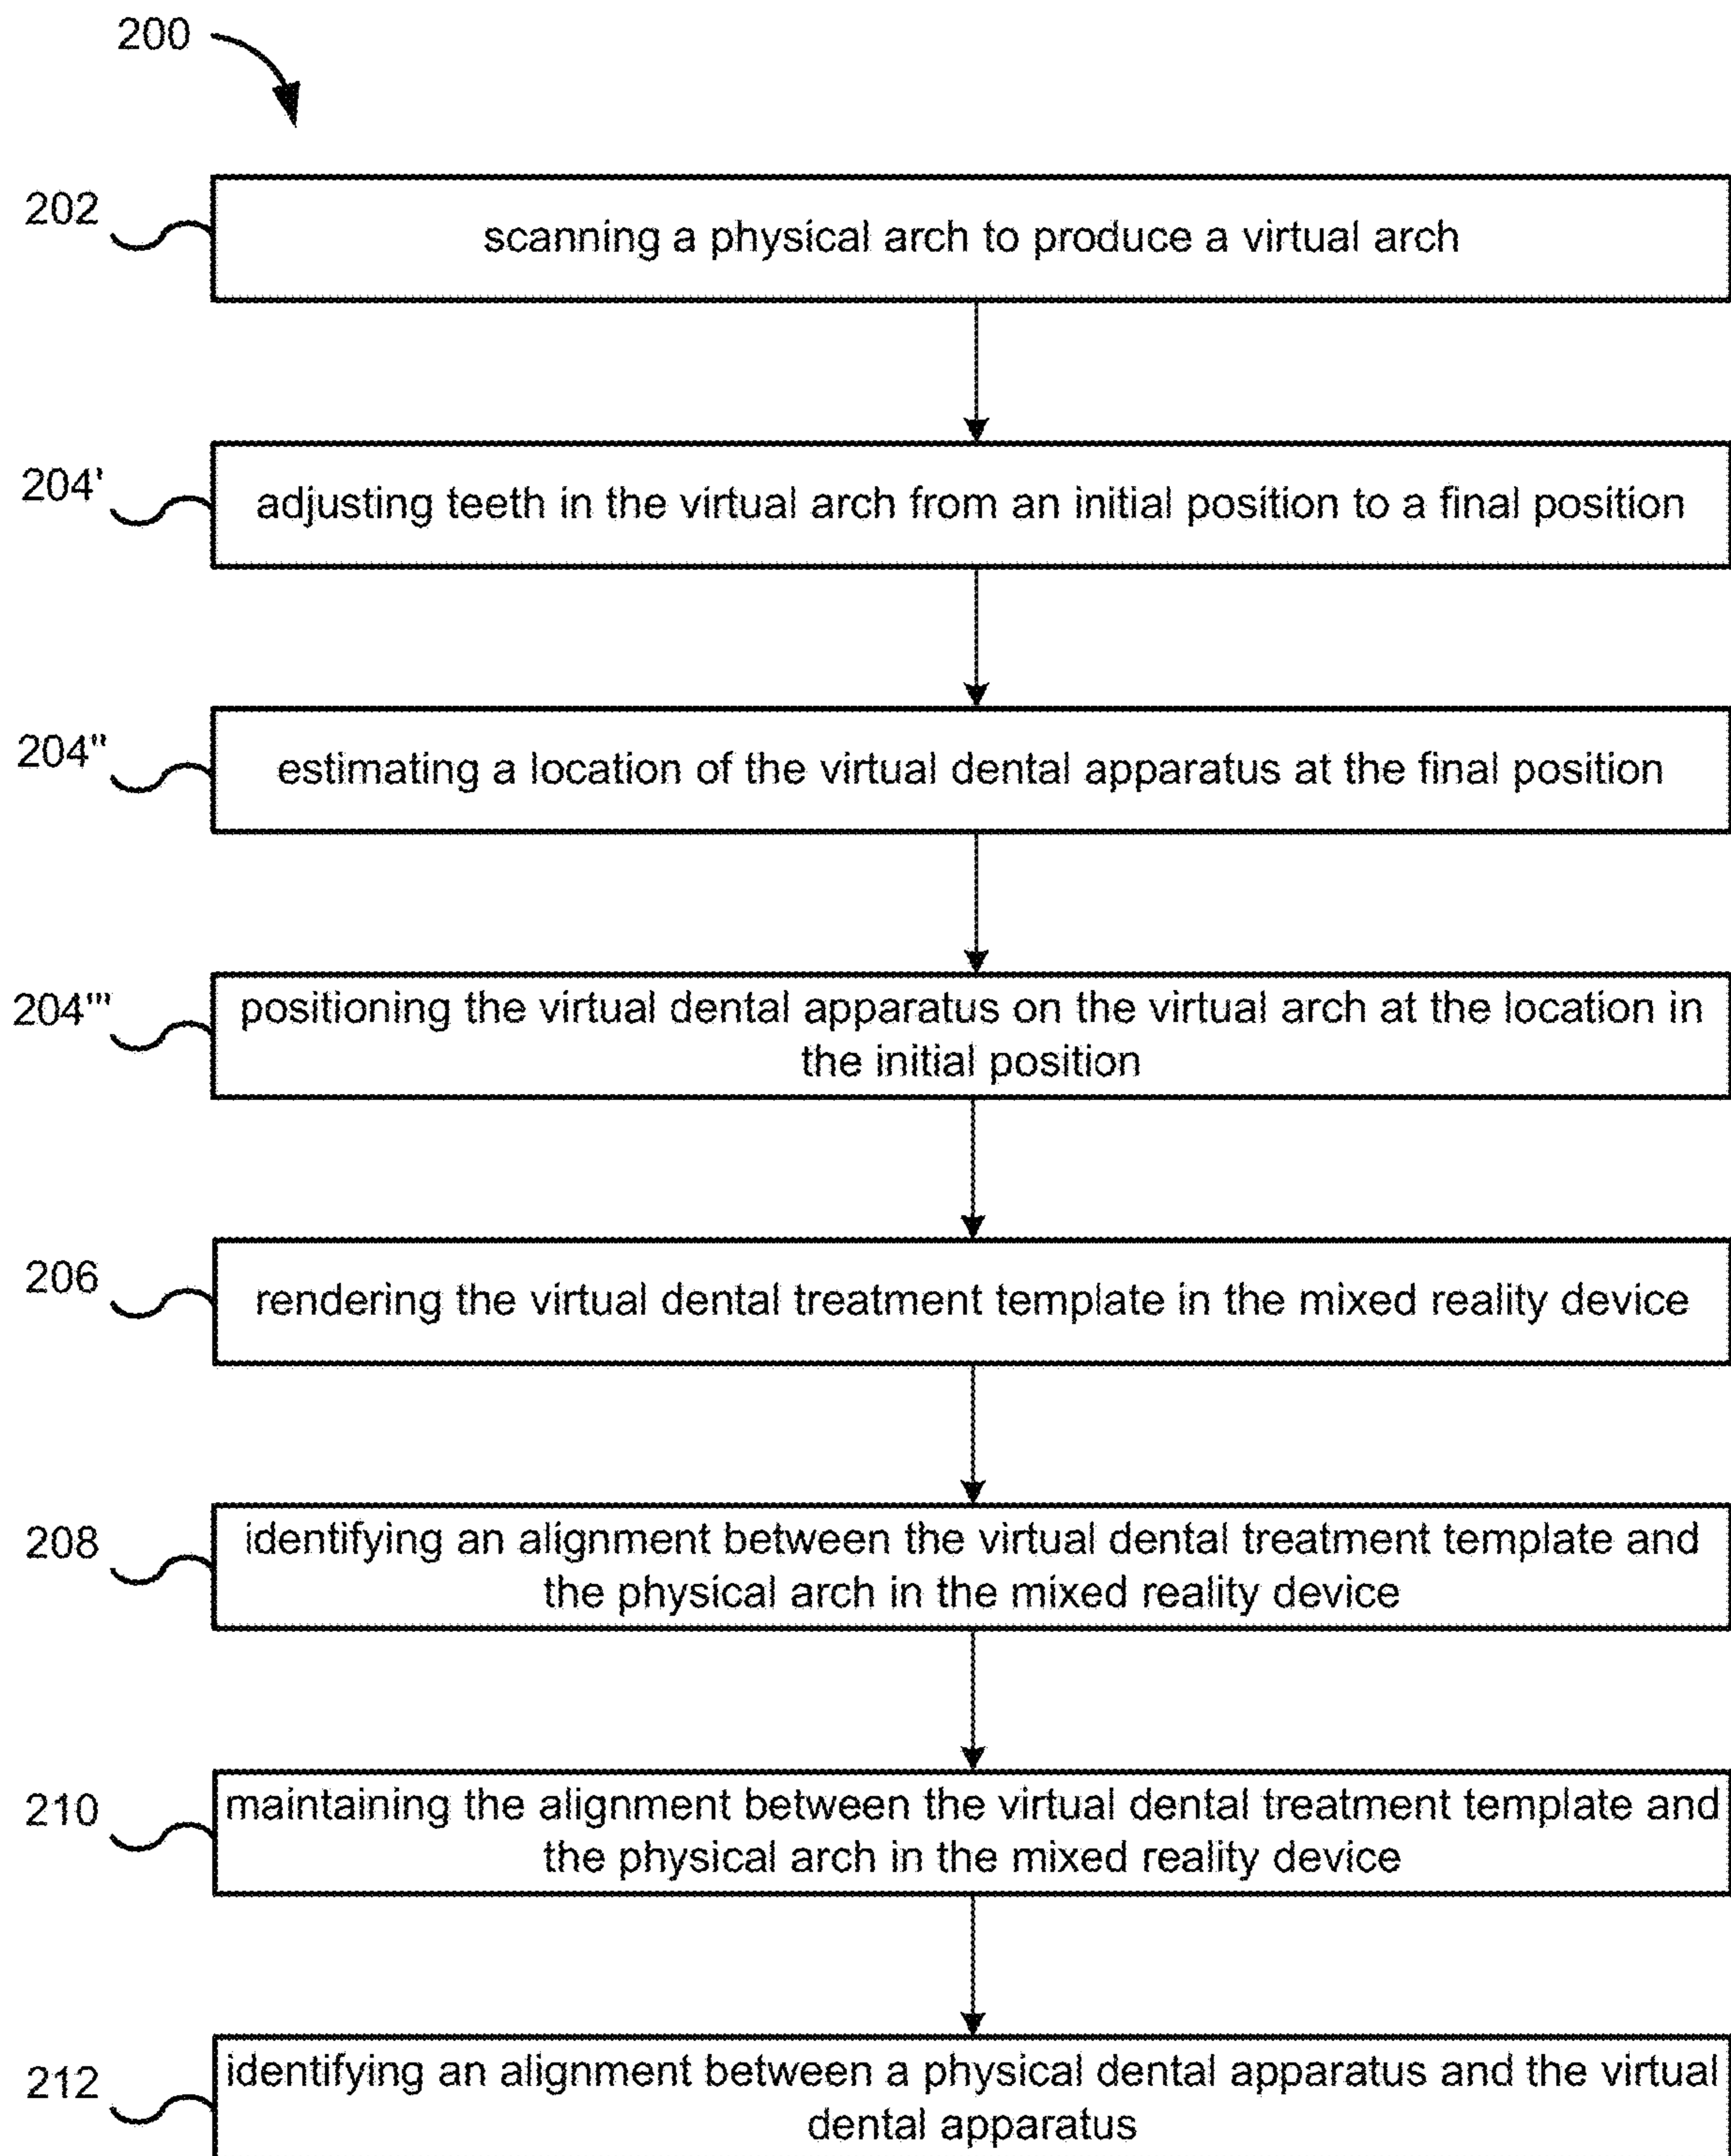 200
202
scanning a physical arch to produce a virtual arch
204'
adjusting teeth in the virtual arch from an initial position to a final position
204"
estimating a location of the virtual dental apparatus at the final position
204'"
positioning the virtual dental apparatus on the virtual arch at the location in
the initial position
206
rendering the virtual dental treatment template in the mixed reality device
208
identifying an alignment between the virtual dental treatment template and
the physical arch in the mixed reality device
210
maintaining the alignment between the virtual dental treatment template and
the physical arch in the mixed reality device
212
identifying an alignment between a physical dental apparatus and the virtual
dental apparatus